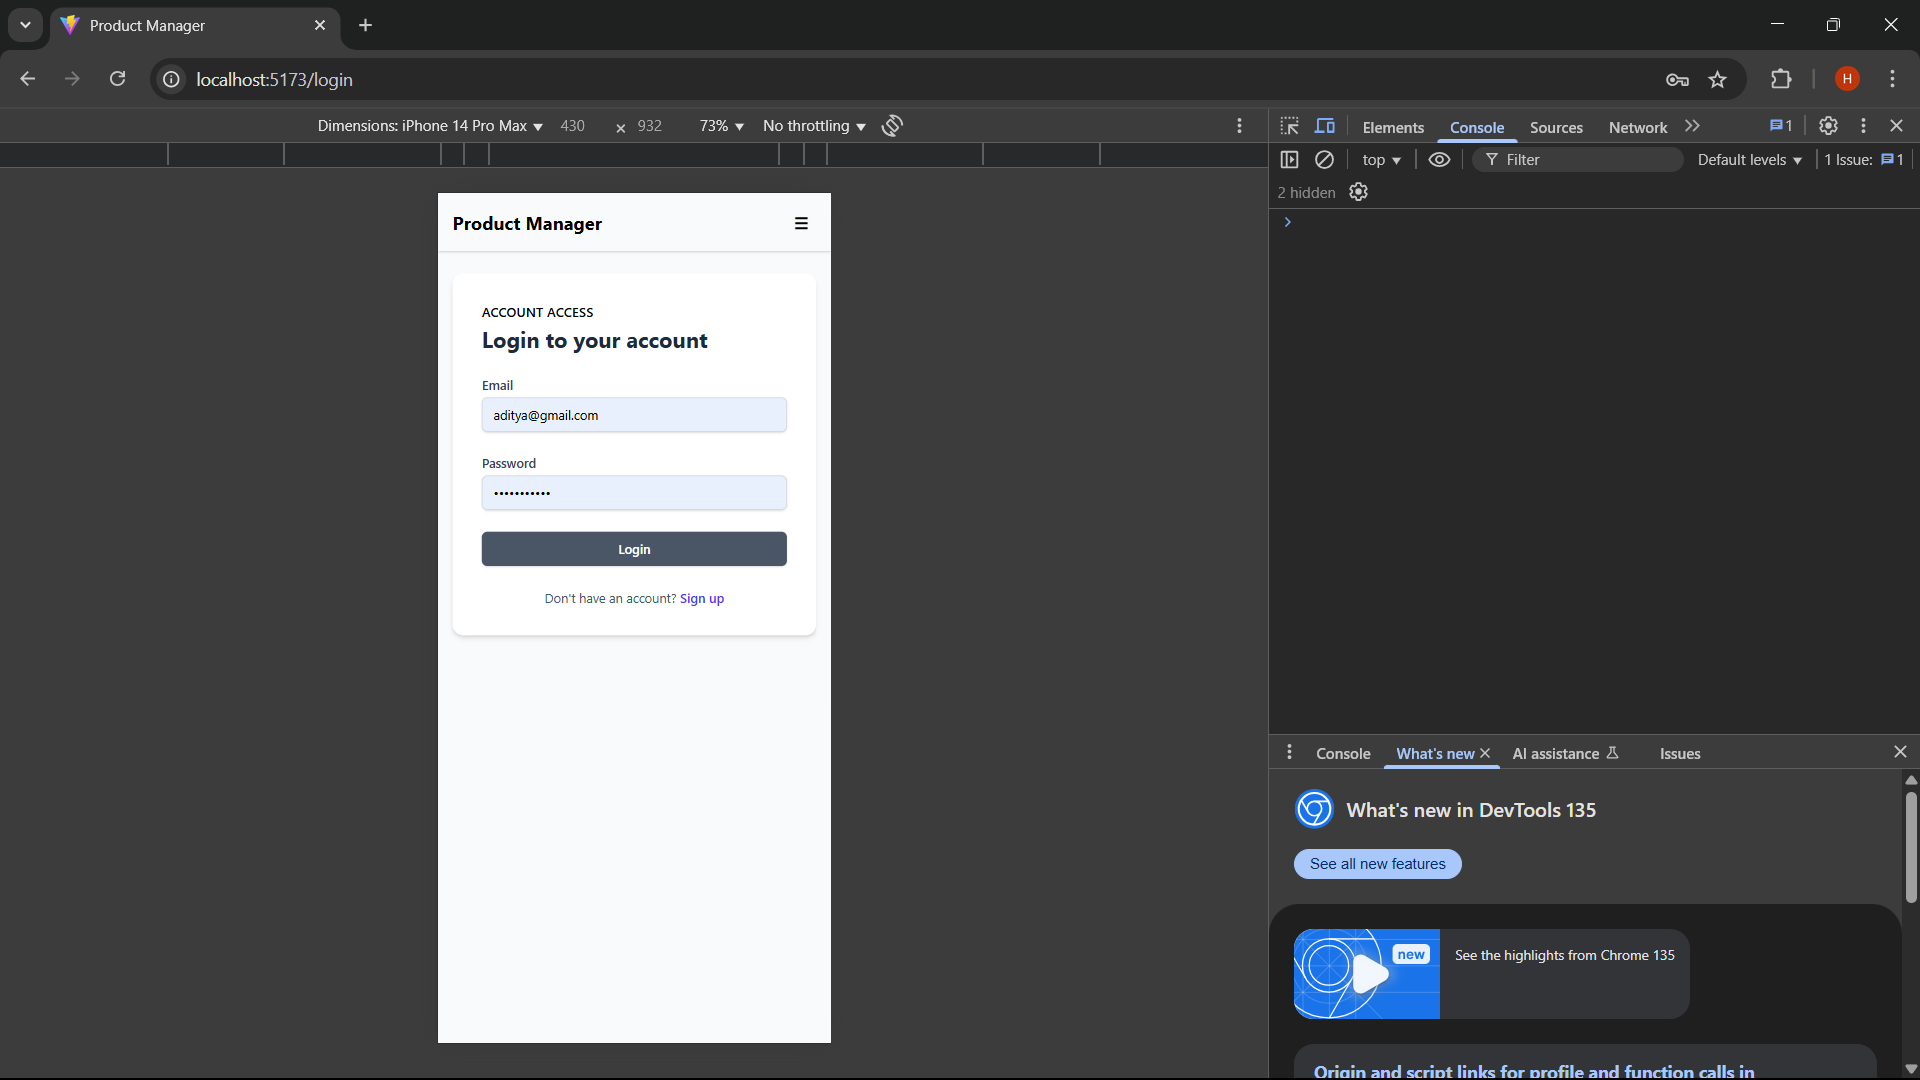 Product Manager
localhost:5173/login
H
Dimensions: iPhone 14 Pro Max 430 × 932 73% No throttling
Elements Console Sources Network 1
top Filter Default levels 1 Issue: 1
2 hidden
Product Manager
ACCOUNT ACCESS
Login to your account
Email
aditya@gmail.com
Password
•••••••••••
Login
Don't have an account? Sign up
Console What's new AI assistance Issues
What's new in DevTools 135
See all new features
new
See the highlights from Chrome 135
Origin and script links for profile and function calls in